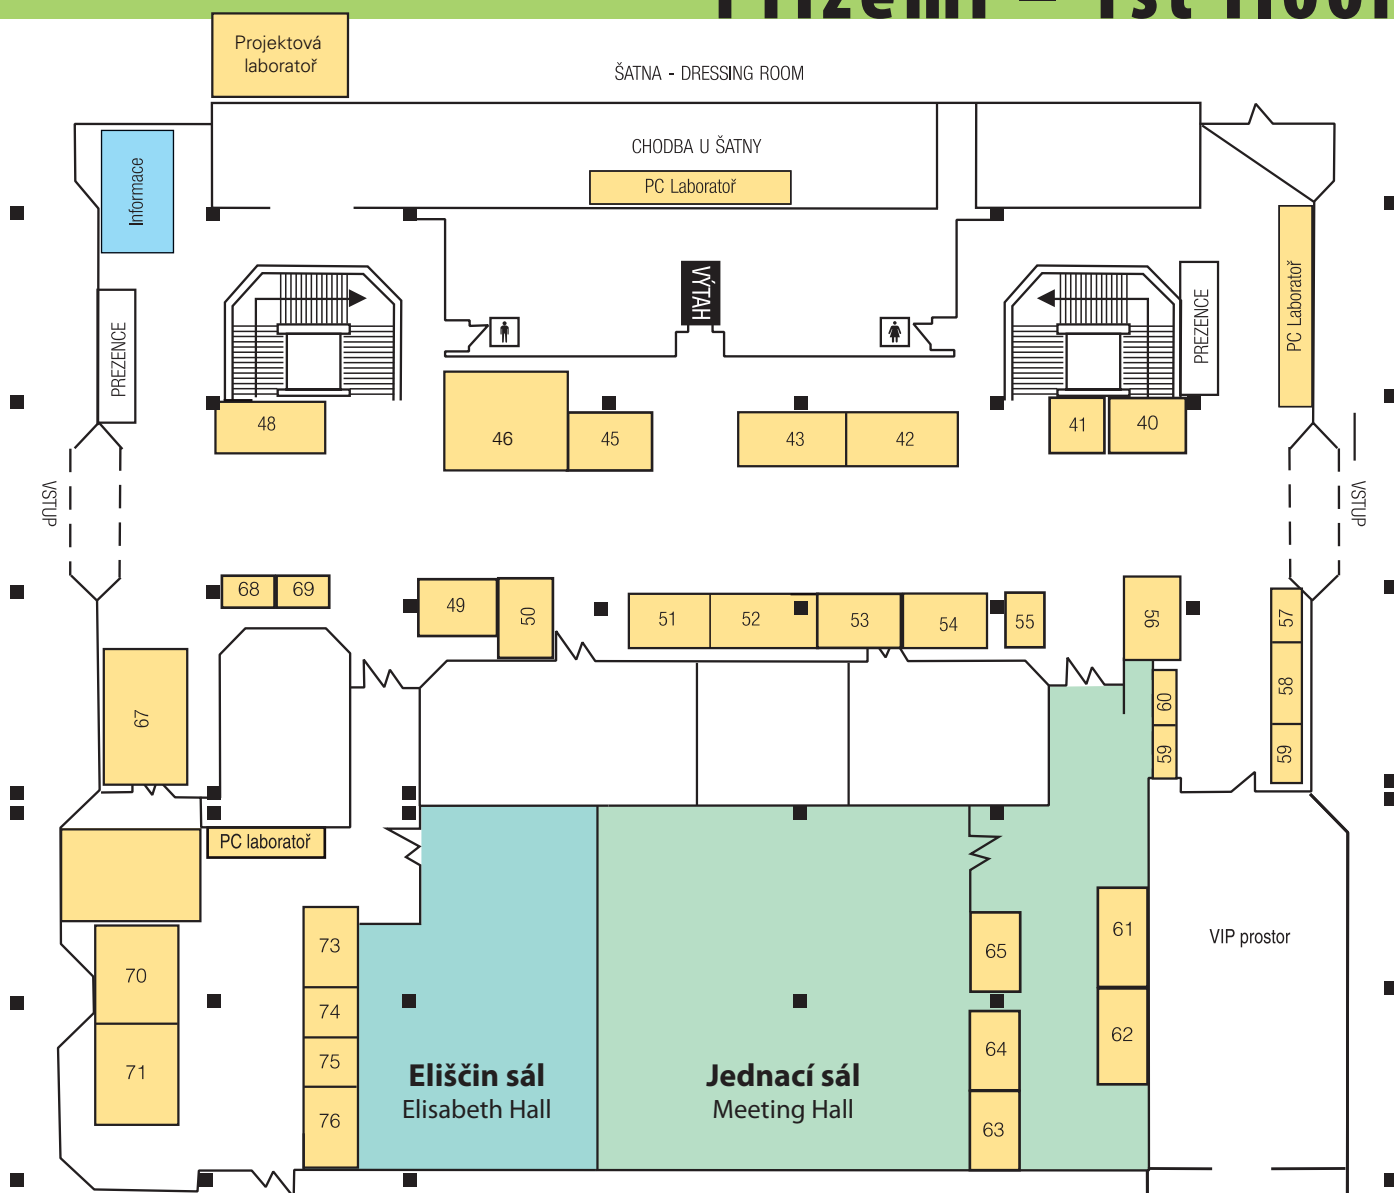 Přízemí – 1st floor
Projektová
laboratoř
ŠATNA - DRESSING ROOM
CHODBA U ŠATNY
PC Laboratoř
Informace
VÝTAH
PREZENCE
PREZENCE
PC Laboratoř
48
46
45
43
42
41
40
VSTUP
VSTUP
68
69
49
50
51
52
53
54
55
56
57
58
59
60
59
67
PC laboratoř
70
71
73
74
75
76
65
64
63
61
62
VIP prostor
Eliščin sál
Elisabeth Hall
Jednací sál
Meeting Hall